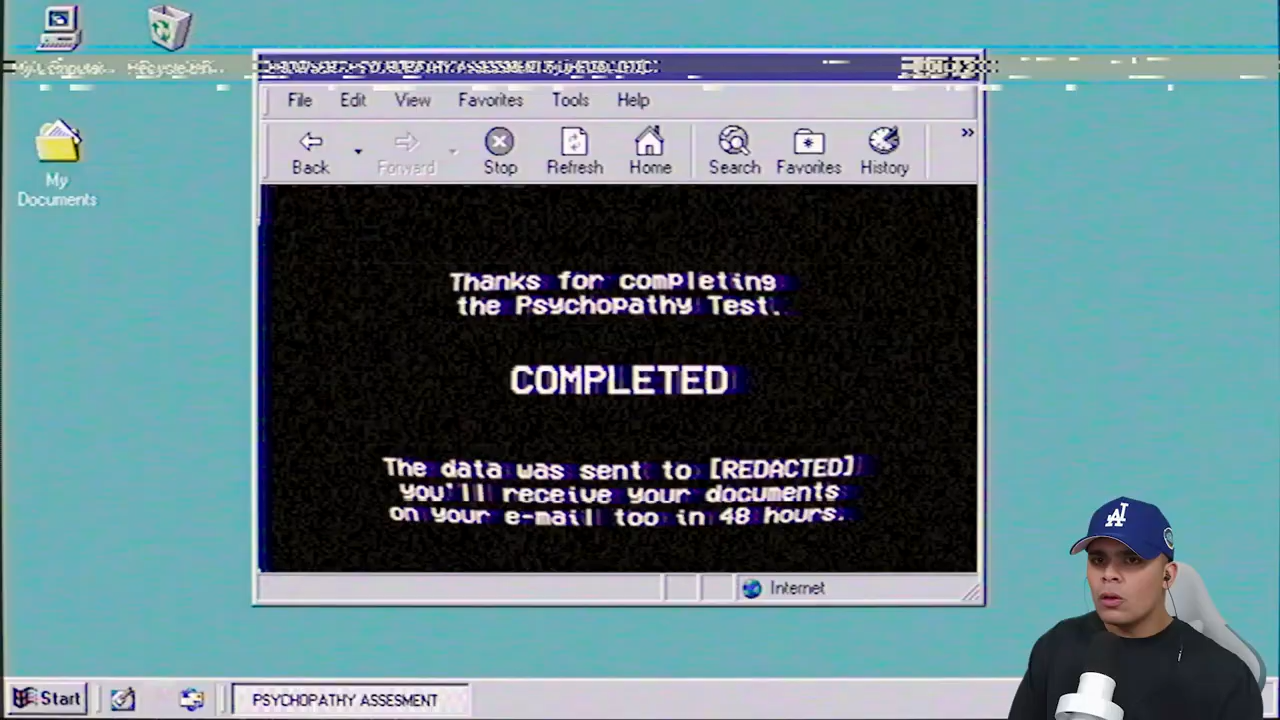 File Edit View Favorites Tools Help
Back Forward Stop Refresh Home Search Favorites History
My
Documents
Thanks for completing
the Psychopathy Test.
COMPLETED
The data was sent to [REDACTED]
you'll receive your documents
on your e-mail too in 48 hours.
Internet
Start
PSYCHOPATHY ASSESMENT